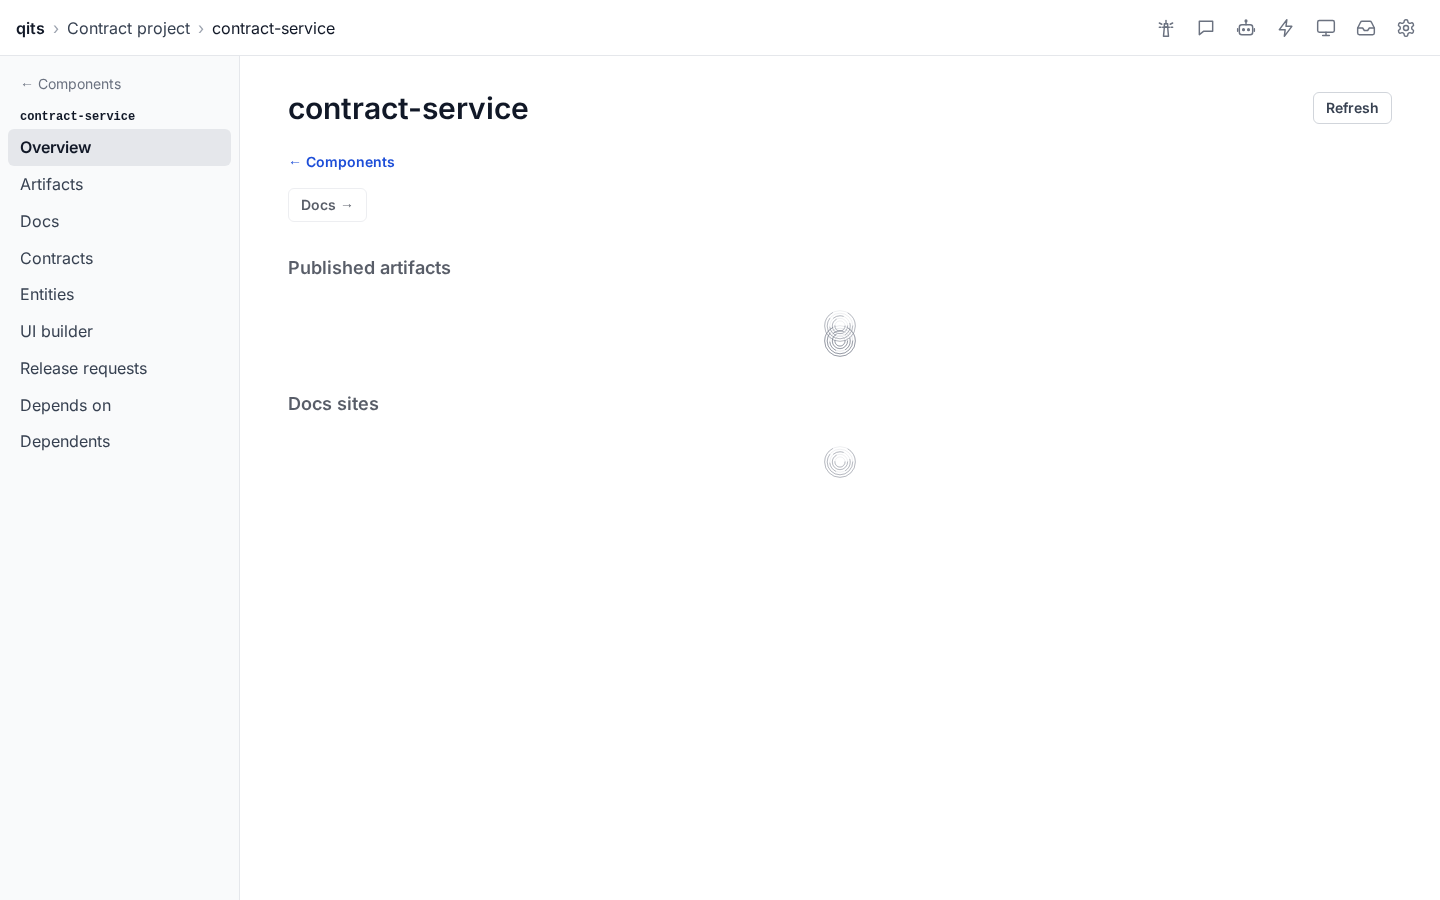 qits › Contract project › contract-service
← Components
contract-service
Overview
Artifacts
Docs
Contracts
Entities
UI builder
Release requests
Depends on
Dependents
contract-service
Refresh
← Components
Docs →
Published artifacts
Docs sites